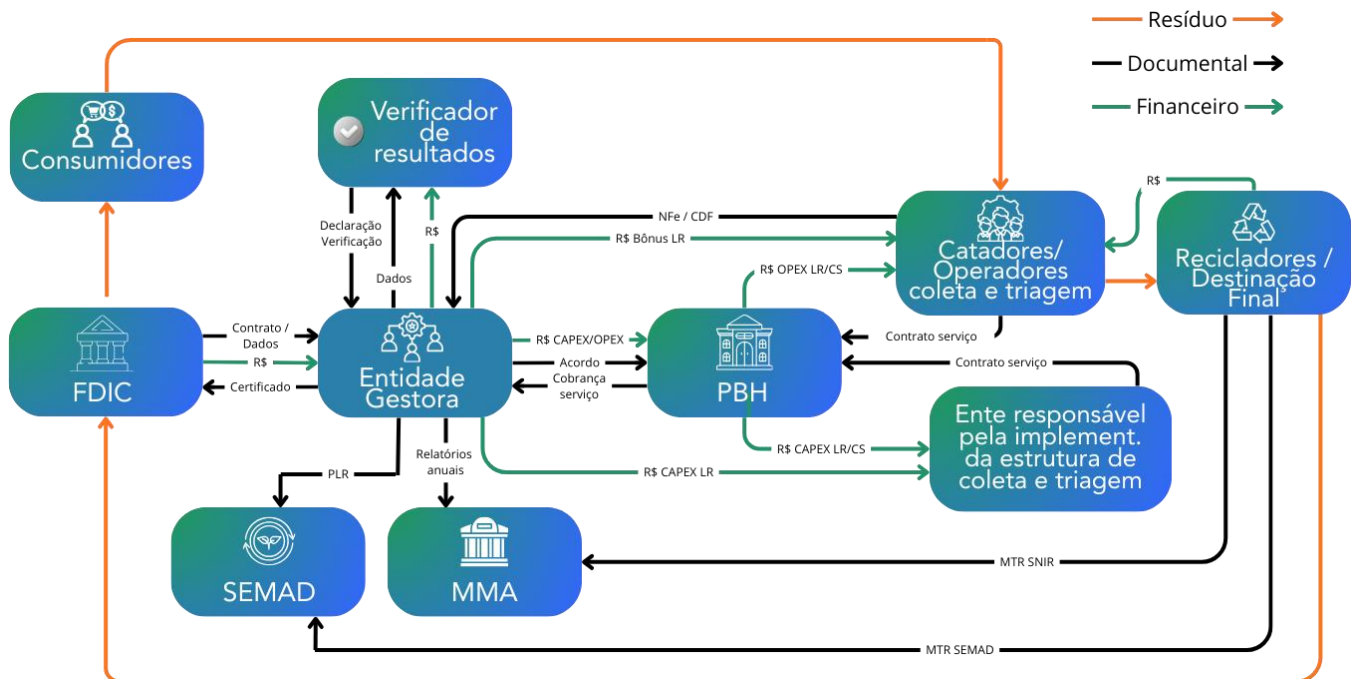 Resíduo
Documental
Financeiro
Consumidores
Verificador
de
resultados
Declaração
Verificação
Dados
R$
NFe / CDF
R$ Bônus LR
R$ OPEX LR/CS
R$
Catadores/
Operadores
coleta e triagem
Recicladores /
Destinação
Final
Contrato /
Dados
R$
Certificado
FDIC
Entidade
Gestora
R$ CAPEX/OPEX
Acordo
Cobrança
serviço
PBH
Contrato serviço
Contrato serviço
Ente responsável
pela implement.
da estrutura de
coleta e triagem
R$ CAPEX LR/CS
R$ CAPEX LR
PLR
Relatórios
anuais
SEMAD
MMA
MTR SNIR
MTR SEMAD